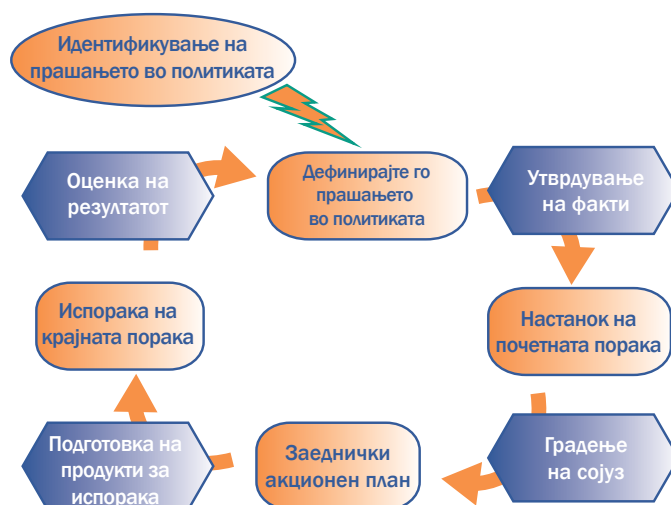 Идентификување на
прашањето во политиката
Оценка на
резултатот
Дефинирајте го
прашањето
во политиката
Утврдување
на факти
Испорака на
крајната порака
Настанок на
почетната порака
Подготовка на
продукти за
испорака
Заеднички
акционен план
Градење
на сојуз